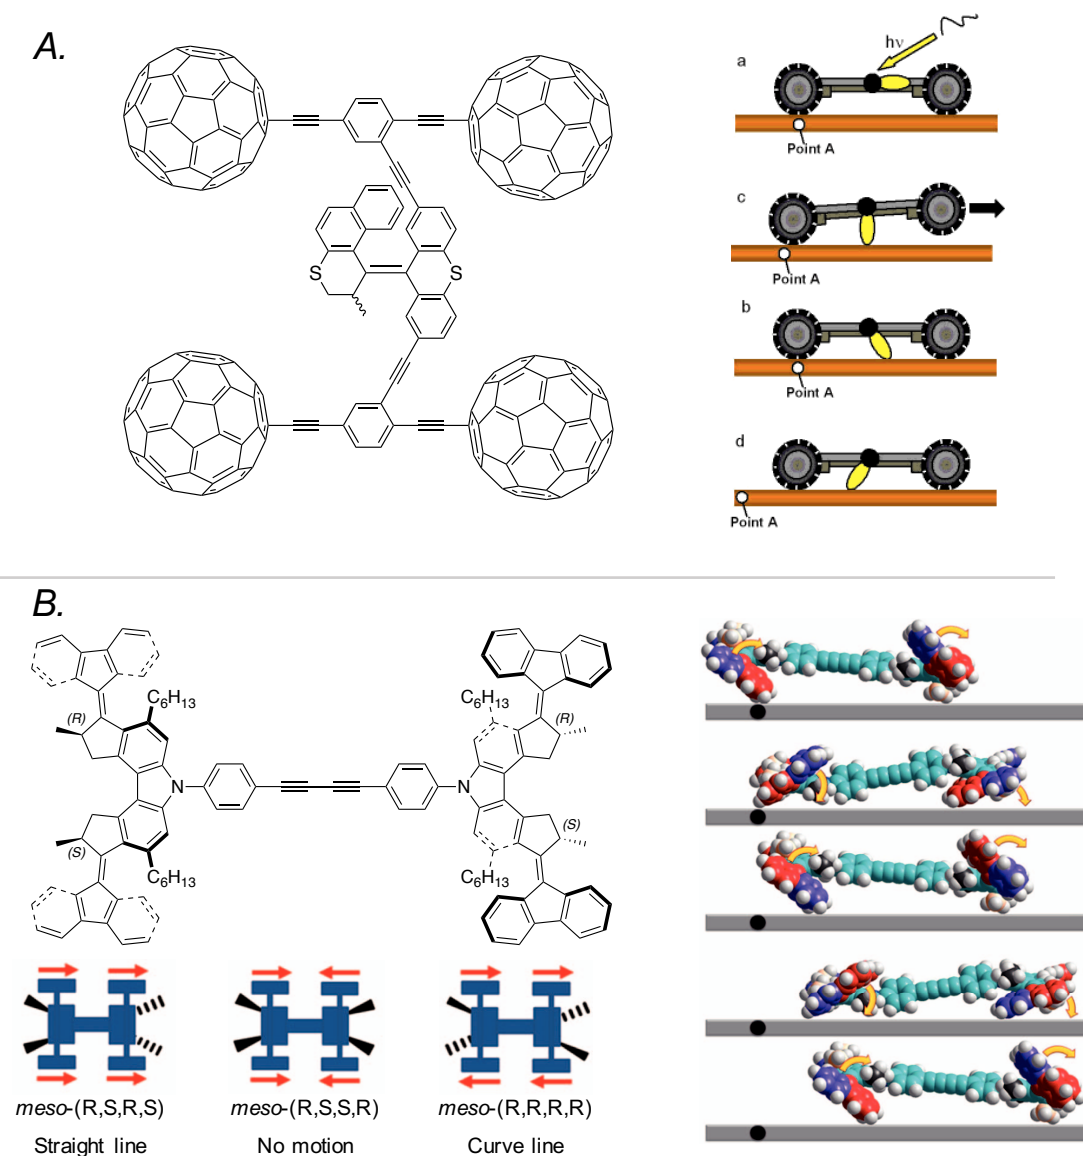 A.
hν
a
Point A
S
S
c
Point A
b
Point A
d
Point A
B.
C6H13
C6H13
(R)
(R)
N
N
(S)
(S)
C6H13
C6H13
meso-(R,S,R,S)
meso-(R,S,S,R)
meso-(R,R,R,R)
Straight line
No motion
Curve line